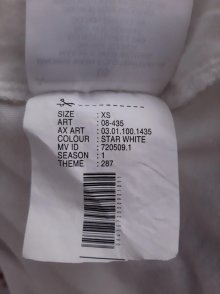 SIZE : XS
ART : 08-435
AX ART : 03.01.100.1435
COLOUR : STAR WHITE
MV ID : 720509.1
SEASON : 1
THEME : 287